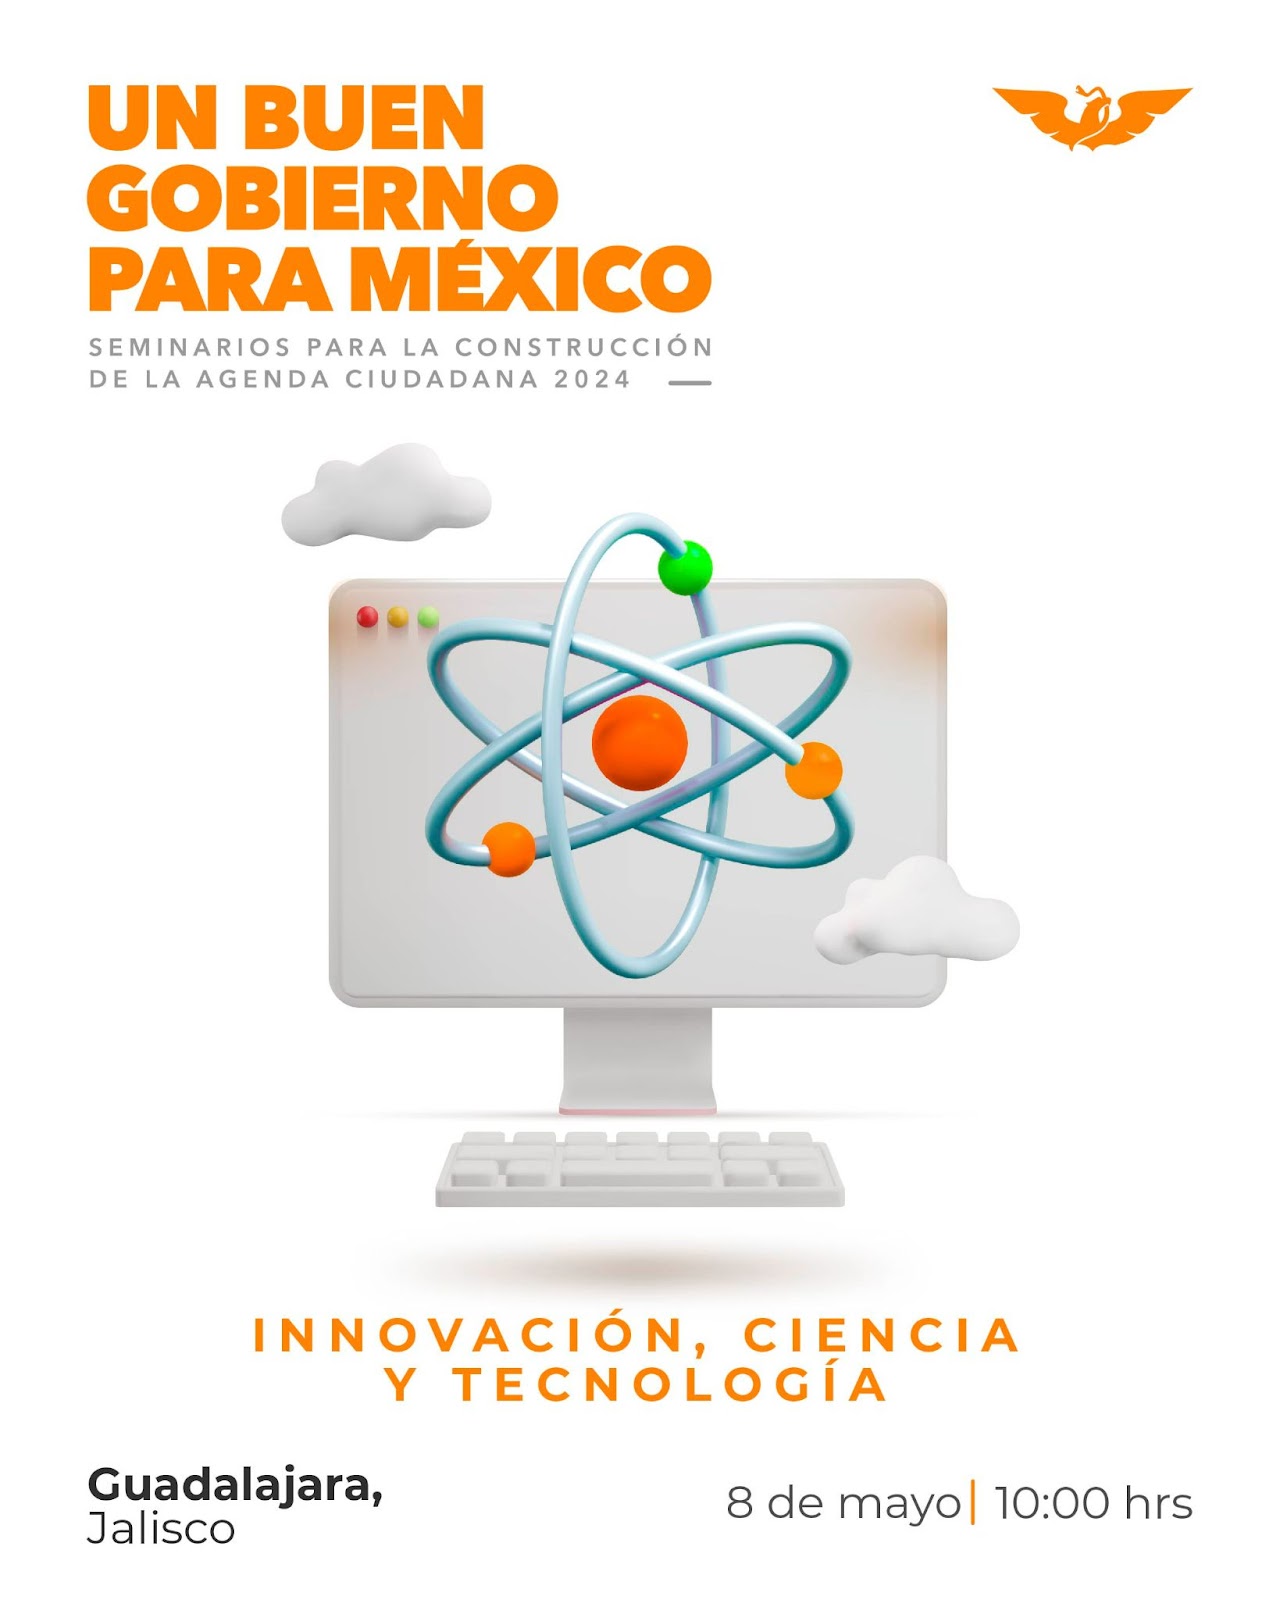 UN BUEN
GOBIERNO
PARA MÉXICO
SEMINARIOS PARA LA CONSTRUCCIÓN
DE LA AGENDA CIUDADANA 2024
INNOVACIÓN, CIENCIA
Y TECNOLOGÍA
Guadalajara,
Jalisco
8 de mayo| 10:00 hrs